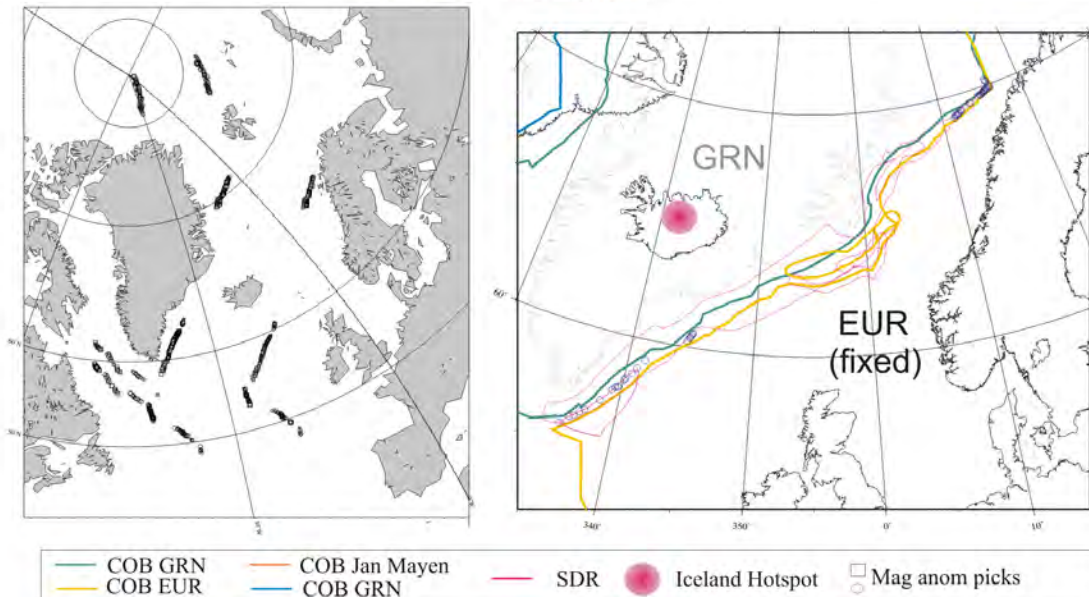 GRN
60°
EUR
(fixed)
340°
350°
0°
10°
COB GRN
COB Jan Mayen
SDR
Iceland Hotspot
Mag anom picks
COB EUR
COB GRN